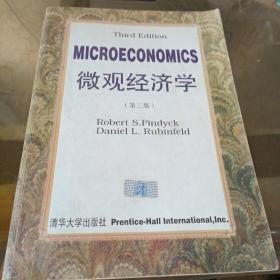 Third Edition
MICROECONOMICS
微观经济学
(第三版)
Robert S.Pindyck
Daniel L. Rubinfeld
清华大学出版社 Prentice-Hall International,Inc.